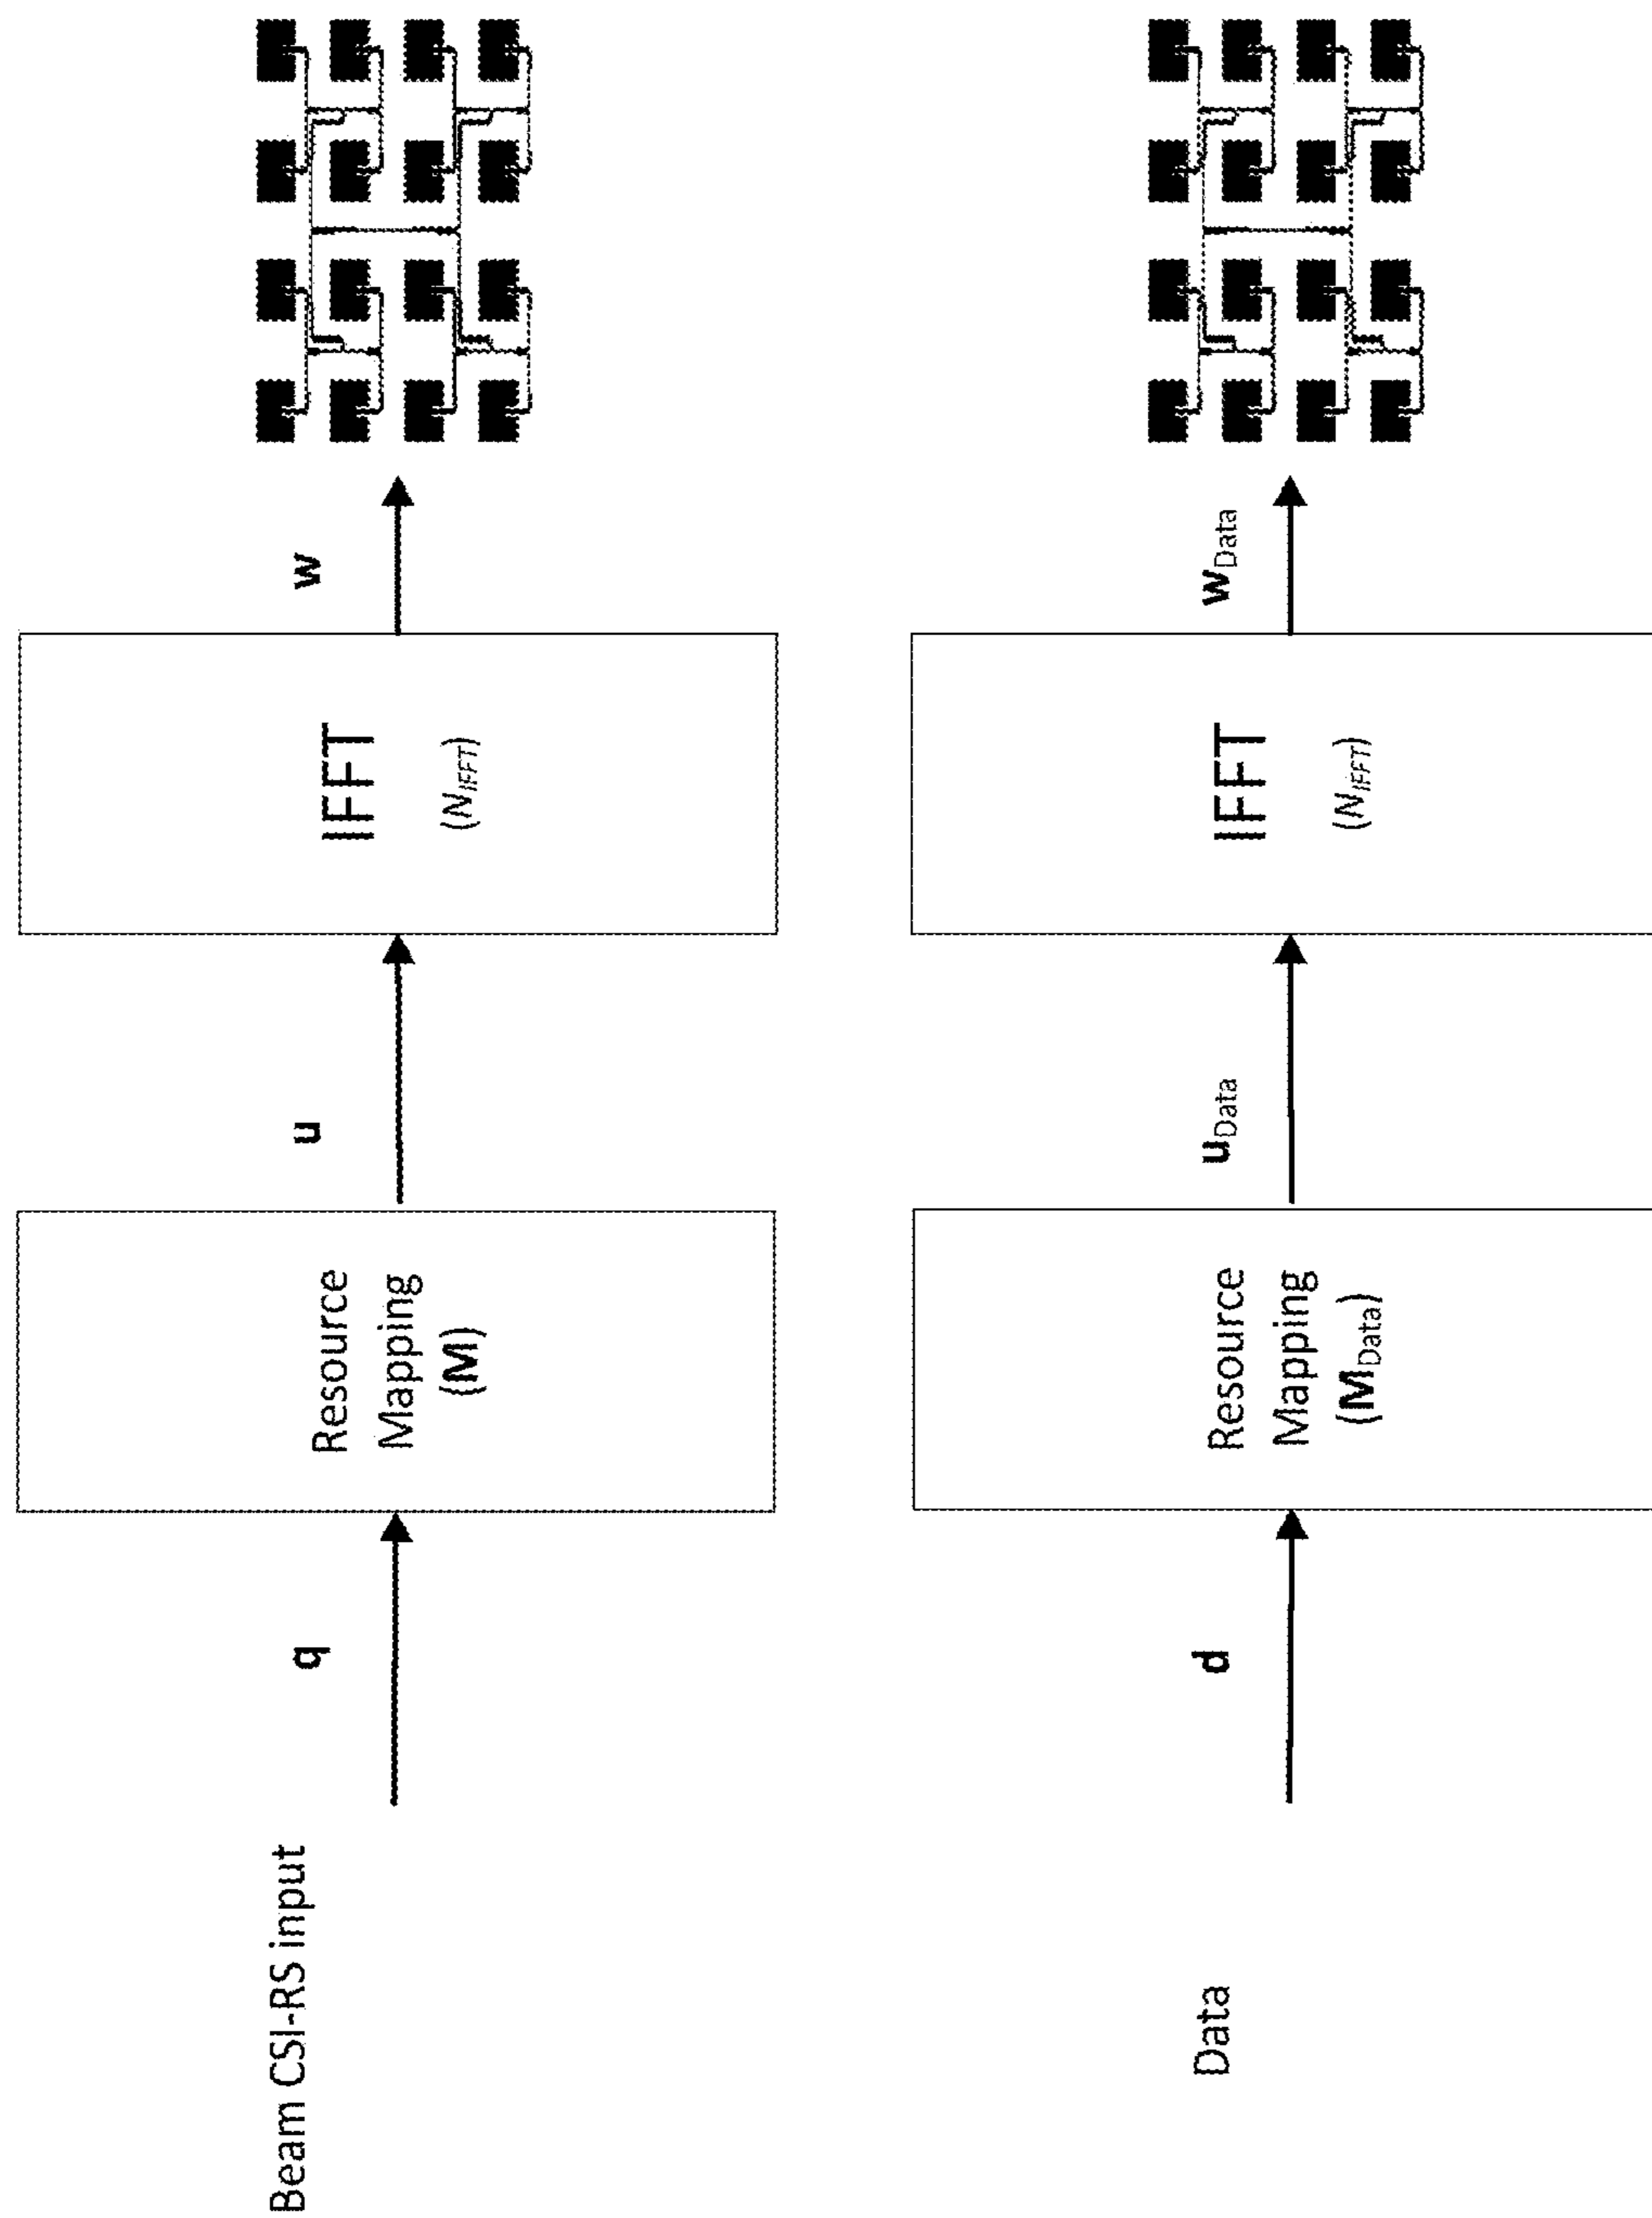 Beam CSI-RS input
q
Resource
Mapping
(M)
u
IFFT
(N_IFFT)
w
Data
d
Resource
Mapping
(M_Data)
u_Data
IFFT
(N_IFFT)
w_Data